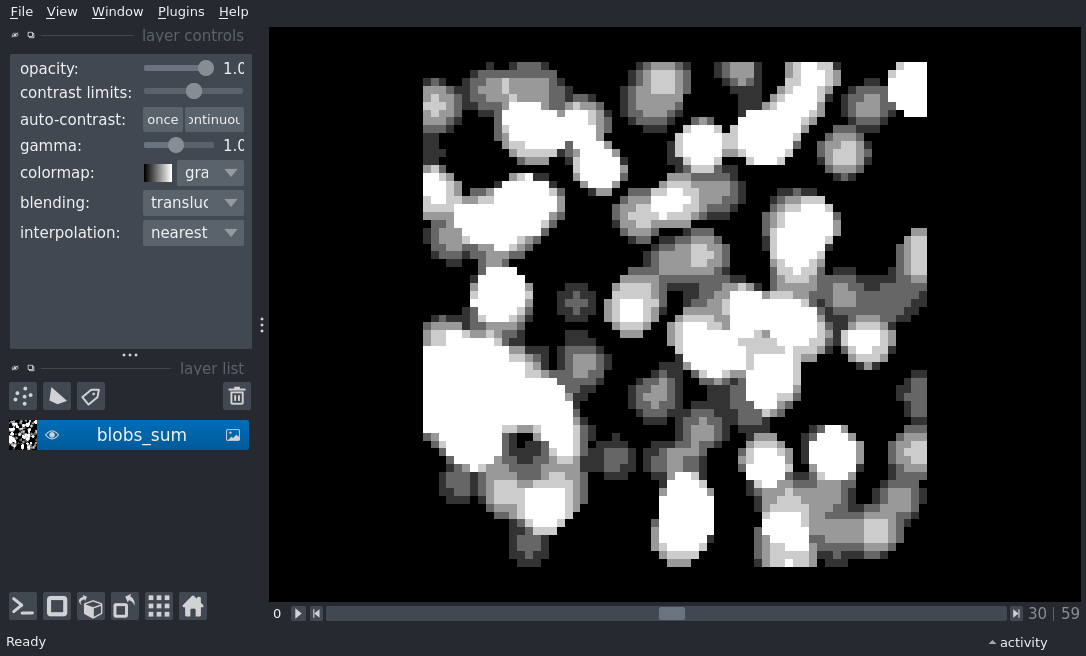 File View Window Plugins Help
layer controls
opacity: 1.0
contrast limits:
auto-contrast: once ontinuou
gamma: 1.0
colormap: gra
blending: transluc
interpolation: nearest
layer list
blobs_sum
0 30 | 59
Ready activity